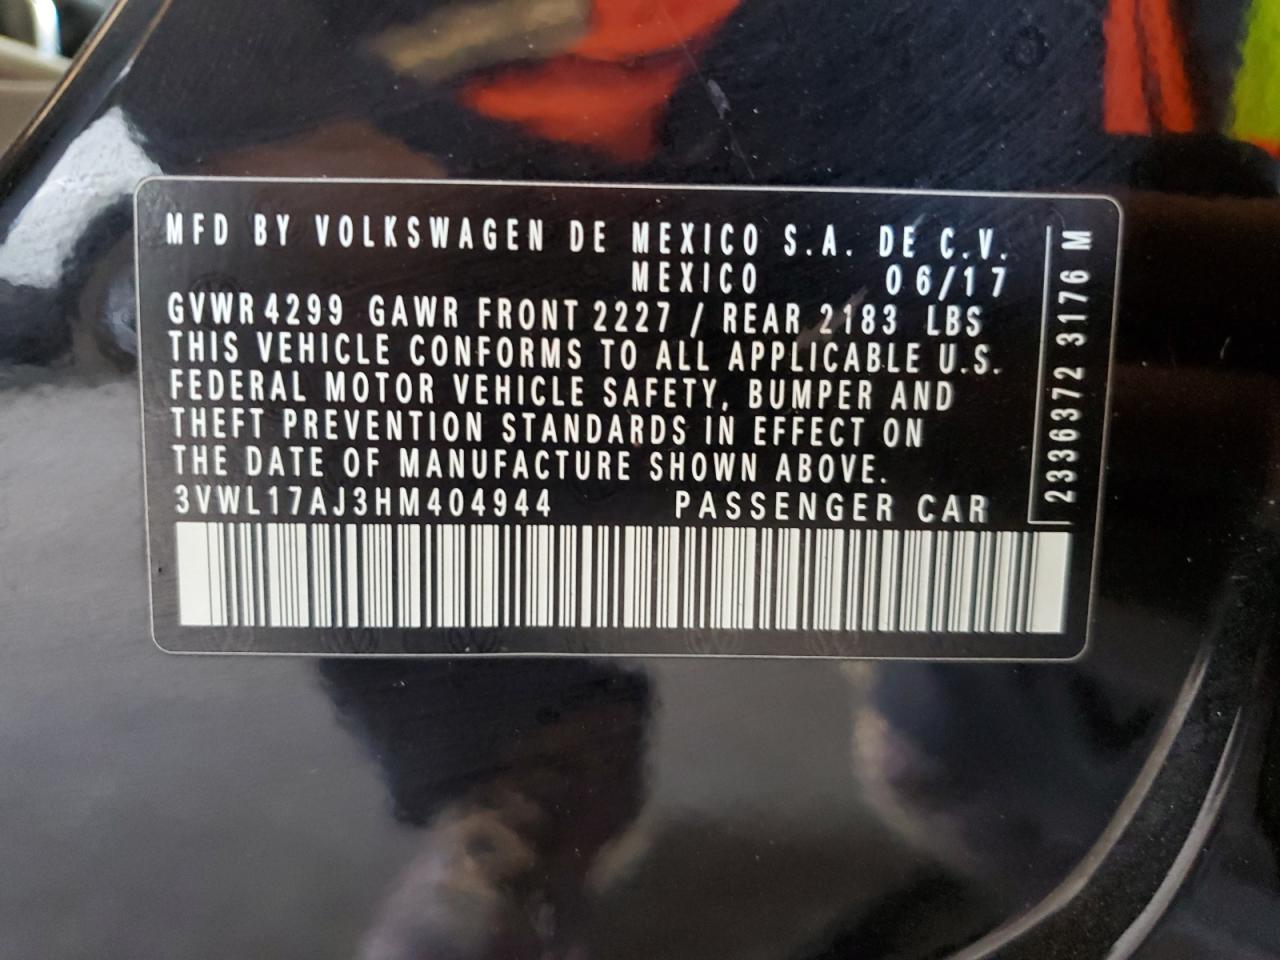 MFD BY VOLKSWAGEN DE MEXICO S.A. DE C.V.
MEXICO 06/17
GVWR 4299 GAWR FRONT 2227 / REAR 2183 LBS
THIS VEHICLE CONFORMS TO ALL APPLICABLE U.S.
FEDERAL MOTOR VEHICLE SAFETY, BUMPER AND
THEFT PREVENTION STANDARDS IN EFFECT ON
THE DATE OF MANUFACTURE SHOWN ABOVE.
3VWL17AJ3HM404944 PASSENGER CAR
2336372 3176 M